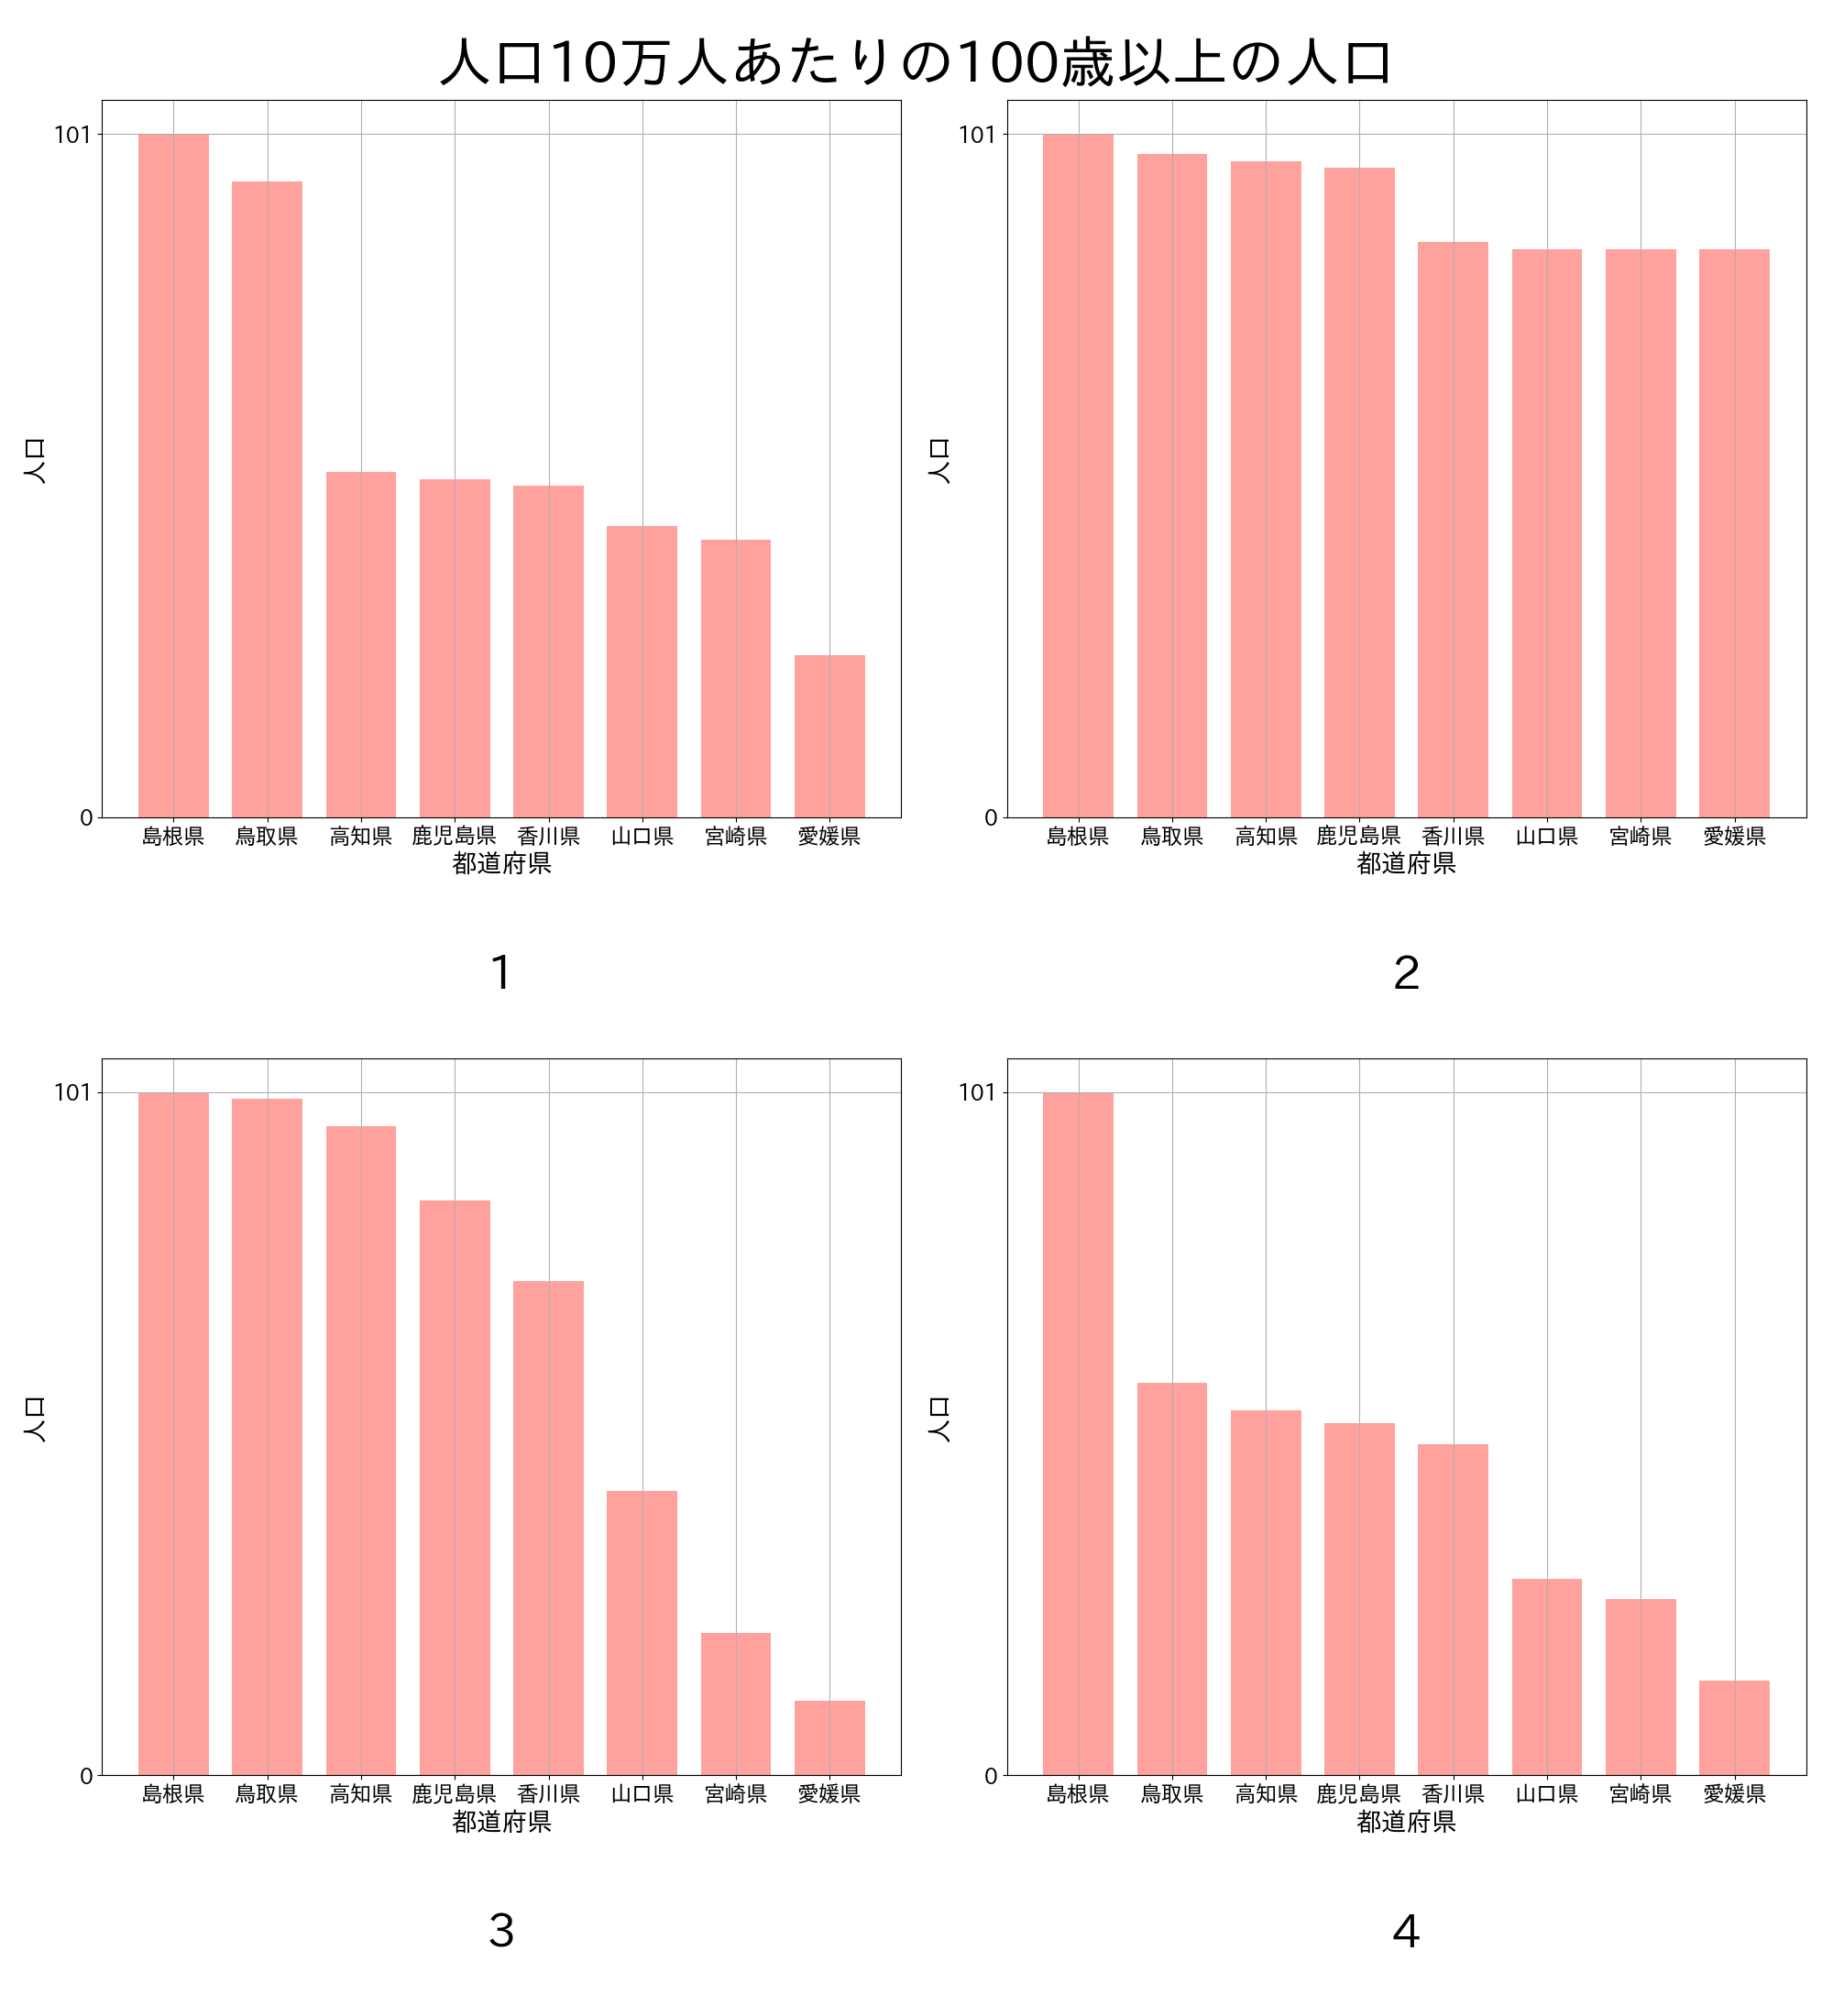 人口10万人あたりの100歳以上の人口
101
0
人口
島根県 鳥取県 高知県 鹿児島県 香川県 山口県 宮崎県 愛媛県
都道府県
1
101
0
人口
島根県 鳥取県 高知県 鹿児島県 香川県 山口県 宮崎県 愛媛県
都道府県
2
101
0
人口
島根県 鳥取県 高知県 鹿児島県 香川県 山口県 宮崎県 愛媛県
都道府県
3
101
0
人口
島根県 鳥取県 高知県 鹿児島県 香川県 山口県 宮崎県 愛媛県
都道府県
4